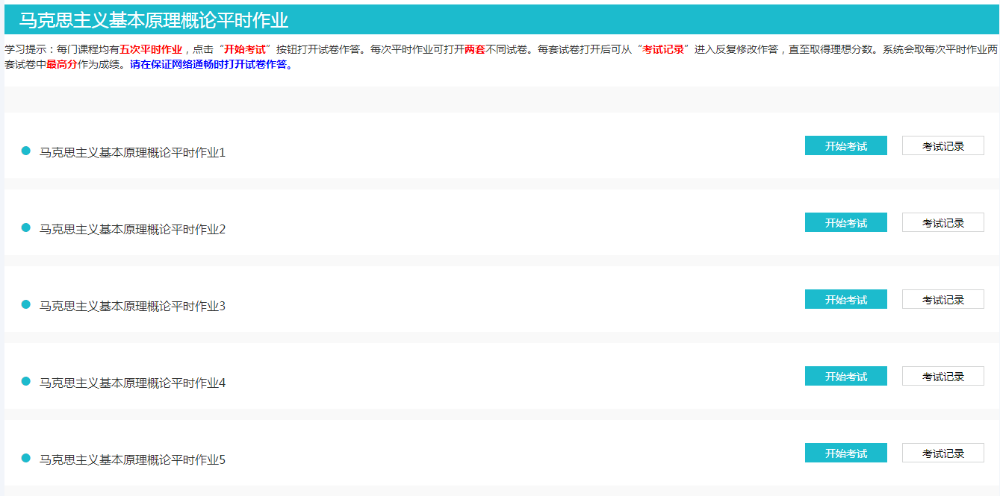 马克思主义基本原理概论平时作业
学习提示：每门课程均有五次平时作业，点击“开始考试”按钮打开试卷作答。每次平时作业可打开两套不同试卷。每套试卷打开后可从“考试记录”进入反复修改作答，直至取得理想分数。系统会取每次平时作业两
套试卷中最高分作为成绩。请在保证网络通畅时打开试卷作答。
马克思主义基本原理概论平时作业1 开始考试 考试记录
马克思主义基本原理概论平时作业2 开始考试 考试记录
马克思主义基本原理概论平时作业3 开始考试 考试记录
马克思主义基本原理概论平时作业4 开始考试 考试记录
马克思主义基本原理概论平时作业5 开始考试 考试记录